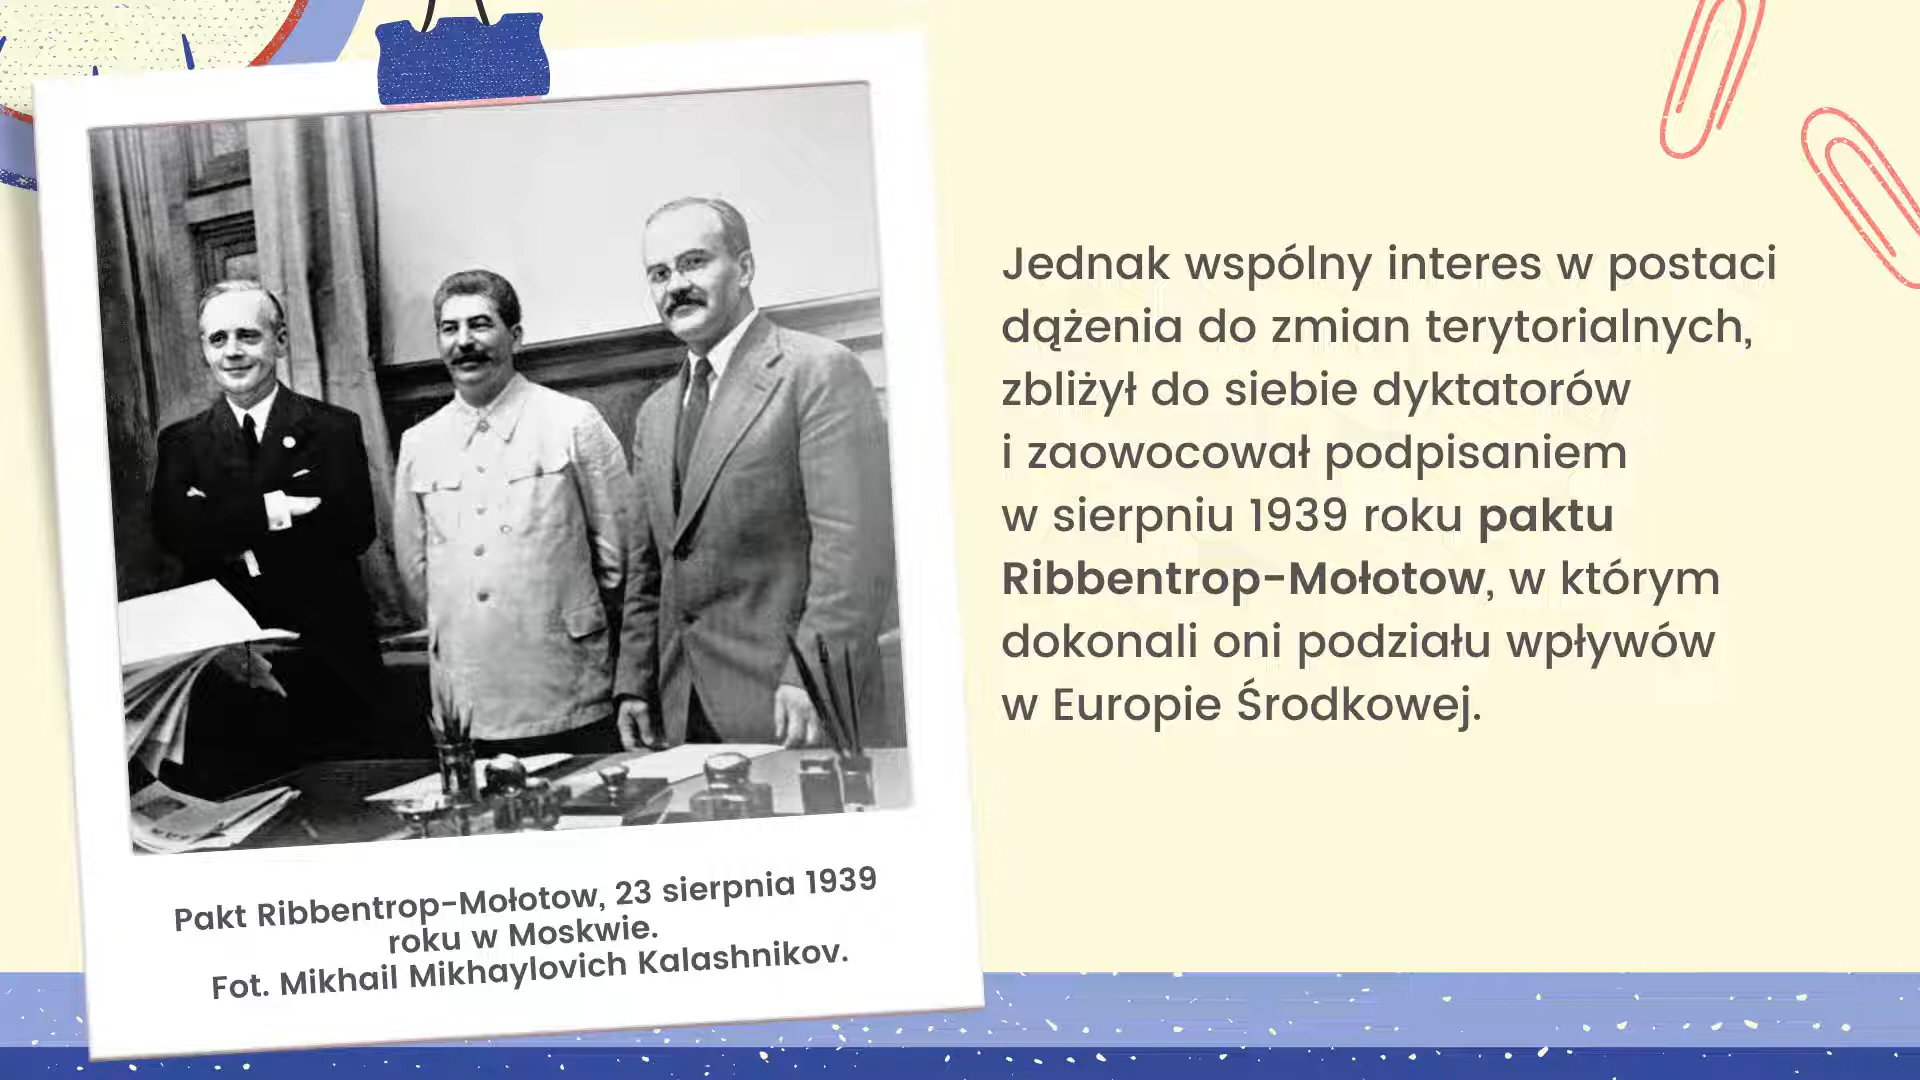 Jednak wspólny interes w postaci
dążenia do zmian terytorialnych,
zbliżył do siebie dyktatorów
i zaowocował podpisaniem
w sierpniu 1939 roku paktu
Ribbentrop-Mołotow, w którym
dokonali oni podziału wpływów
w Europie Środkowej.
Pakt Ribbentrop-Mołotow, 23 sierpnia 1939
roku w Moskwie.
Fot. Mikhail Mikhaylovich Kalashnikov.